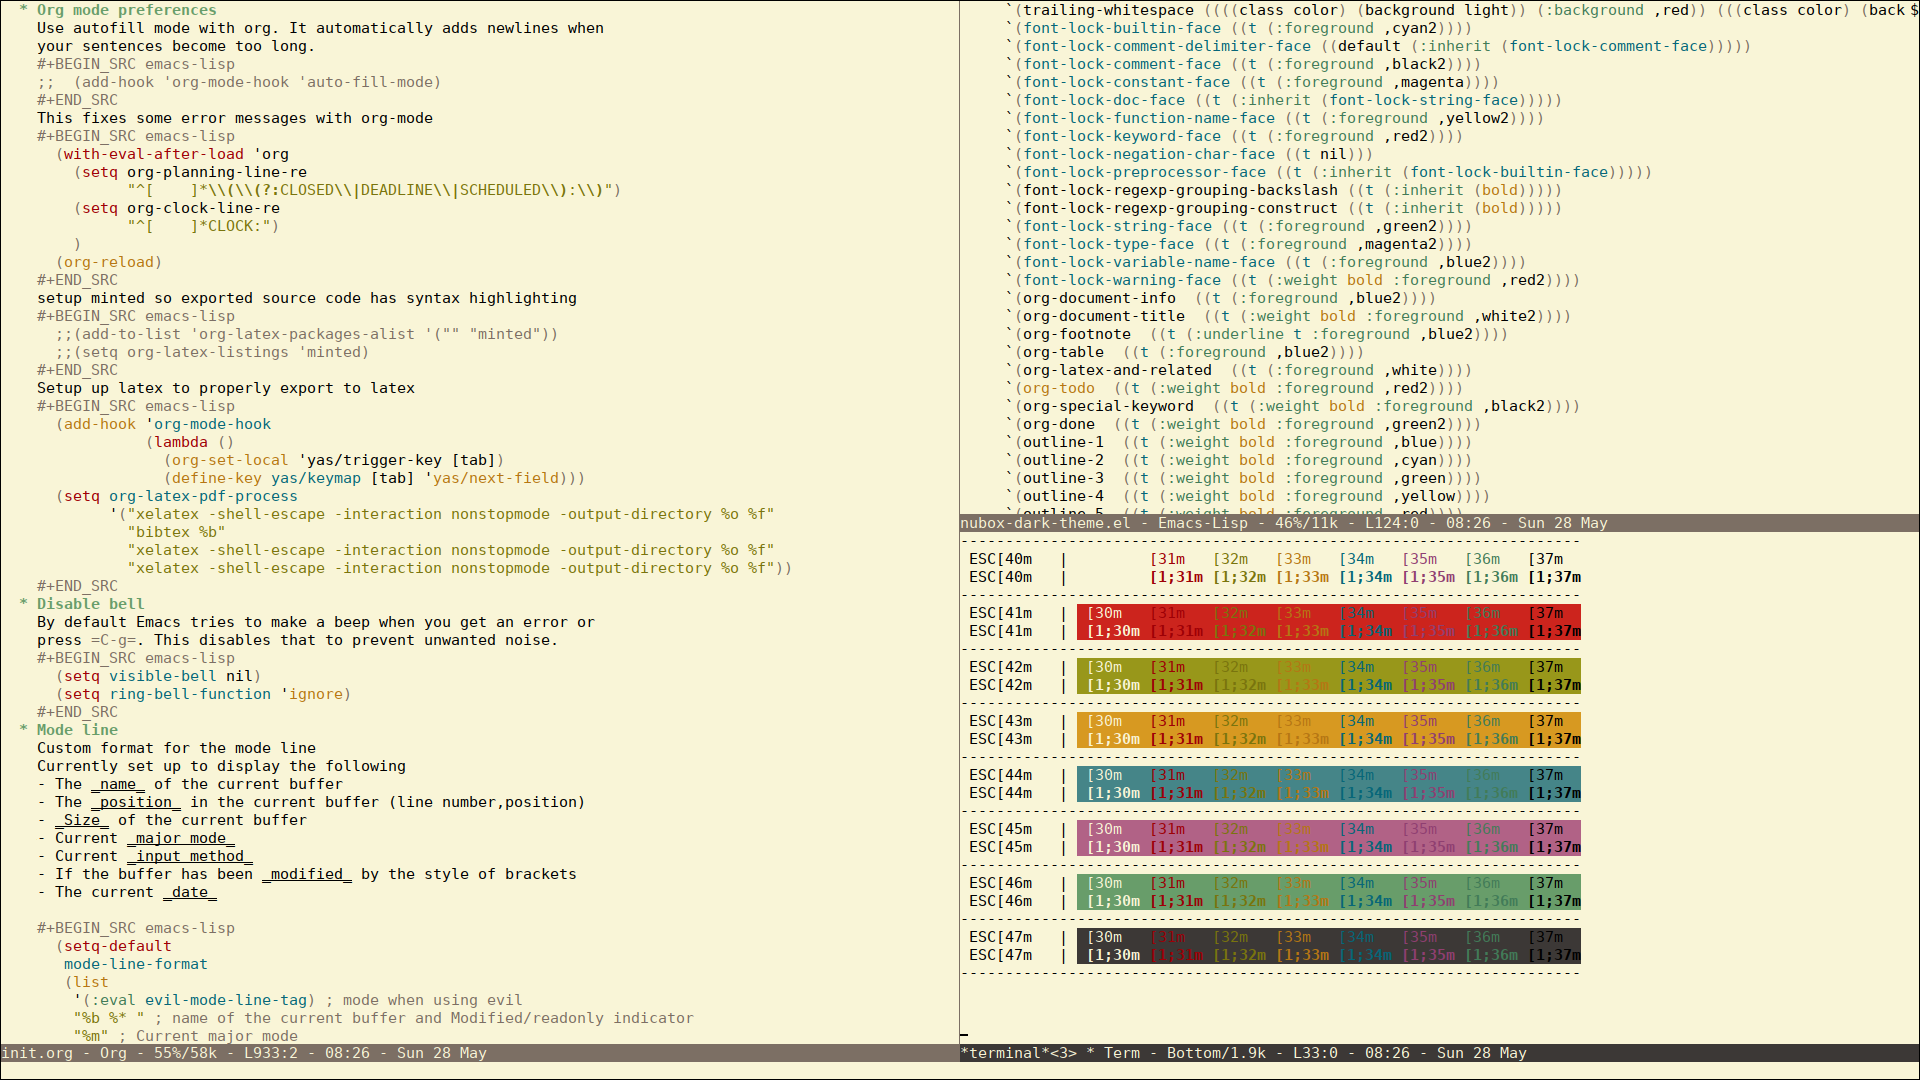 * Org mode preferences
Use autofill mode with org. It automatically adds newlines when
your sentences become too long.
#+BEGIN_SRC emacs-lisp
;;  (add-hook 'org-mode-hook 'auto-fill-mode)
#+END_SRC
This fixes some error messages with org-mode
#+BEGIN_SRC emacs-lisp
(with-eval-after-load 'org
(setq org-planning-line-re
"^[    ]*\\(\\(?:CLOSED\\|DEADLINE\\|SCHEDULED\\):\\)")
(setq org-clock-line-re
"^[    ]*CLOCK:")
)
(org-reload)
#+END_SRC
setup minted so exported source code has syntax highlighting
#+BEGIN_SRC emacs-lisp
;;(add-to-list 'org-latex-packages-alist '("" "minted"))
;;(setq org-latex-listings 'minted)
#+END_SRC
Setup up latex to properly export to latex
#+BEGIN_SRC emacs-lisp
(add-hook 'org-mode-hook
(lambda ()
(org-set-local 'yas/trigger-key [tab])
(define-key yas/keymap [tab] 'yas/next-field)))
(setq org-latex-pdf-process
'("xelatex -shell-escape -interaction nonstopmode -output-directory %o %f"
"bibtex %b"
"xelatex -shell-escape -interaction nonstopmode -output-directory %o %f"
"xelatex -shell-escape -interaction nonstopmode -output-directory %o %f"))
#+END_SRC
* Disable bell
By default Emacs tries to make a beep when you get an error or
press =C-g=. This disables that to prevent unwanted noise.
#+BEGIN_SRC emacs-lisp
(setq visible-bell nil)
(setq ring-bell-function 'ignore)
#+END_SRC
* Mode line
Custom format for the mode line
Currently set up to display the following
- The _name_ of the current buffer
- The _position_ in the current buffer (line number,position)
- _Size_ of the current buffer
- Current _major mode_
- Current _input method_
- If the buffer has been _modified_ by the style of brackets
- The current _date_
#+BEGIN_SRC emacs-lisp
(setq-default
mode-line-format
(list
'(:eval evil-mode-line-tag) ; mode when using evil
"%b %* " ; name of the current buffer and Modified/readonly indicator
"%m" ; Current major mode
init.org - Org - 55%/58k - L933:2 - 08:26 - Sun 28 May
`(trailing-whitespace ((((class color) (background light)) (:background ,red)) (((class color) (back$
`(font-lock-builtin-face ((t (:foreground ,cyan2))))
`(font-lock-comment-delimiter-face ((default (:inherit (font-lock-comment-face)))))
`(font-lock-comment-face ((t (:foreground ,black2))))
`(font-lock-constant-face ((t (:foreground ,magenta))))
`(font-lock-doc-face ((t (:inherit (font-lock-string-face)))))
`(font-lock-function-name-face ((t (:foreground ,yellow2))))
`(font-lock-keyword-face ((t (:foreground ,red2))))
`(font-lock-negation-char-face ((t nil)))
`(font-lock-preprocessor-face ((t (:inherit (font-lock-builtin-face)))))
`(font-lock-regexp-grouping-backslash ((t (:inherit (bold)))))
`(font-lock-regexp-grouping-construct ((t (:inherit (bold)))))
`(font-lock-string-face ((t (:foreground ,green2))))
`(font-lock-type-face ((t (:foreground ,magenta2))))
`(font-lock-variable-name-face ((t (:foreground ,blue2))))
`(font-lock-warning-face ((t (:weight bold :foreground ,red2))))
`(org-document-info  ((t (:foreground ,blue2))))
`(org-document-title  ((t (:weight bold :foreground ,white2))))
`(org-footnote  ((t (:underline t :foreground ,blue2))))
`(org-table  ((t (:foreground ,blue2))))
`(org-latex-and-related  ((t (:foreground ,white))))
`(org-todo  ((t (:weight bold :foreground ,red2))))
`(org-special-keyword  ((t (:weight bold :foreground ,black2))))
`(org-done  ((t (:weight bold :foreground ,green2))))
`(outline-1  ((t (:weight bold :foreground ,blue))))
`(outline-2  ((t (:weight bold :foreground ,cyan))))
`(outline-3  ((t (:weight bold :foreground ,green))))
`(outline-4  ((t (:weight bold :foreground ,yellow))))
`(outline-5  ((t (:weight bold :foreground ,red))))
nubox-dark-theme.el - Emacs-Lisp - 46%/11k - L124:0 - 08:26 - Sun 28 May
---------------------------------------------------------------------
ESC[40m   |         [31m   [32m   [33m   [34m   [35m   [36m   [37m
ESC[40m   |         [1;31m [1;32m [1;33m [1;34m [1;35m [1;36m [1;37m
---------------------------------------------------------------------
ESC[41m   |  [30m   [31m   [32m   [33m   [34m   [35m   [36m   [37m
ESC[41m   |  [1;30m [1;31m [1;32m [1;33m [1;34m [1;35m [1;36m [1;37m
---------------------------------------------------------------------
ESC[42m   |  [30m   [31m   [32m   [33m   [34m   [35m   [36m   [37m
ESC[42m   |  [1;30m [1;31m [1;32m [1;33m [1;34m [1;35m [1;36m [1;37m
---------------------------------------------------------------------
ESC[43m   |  [30m   [31m   [32m   [33m   [34m   [35m   [36m   [37m
ESC[43m   |  [1;30m [1;31m [1;32m [1;33m [1;34m [1;35m [1;36m [1;37m
---------------------------------------------------------------------
ESC[44m   |  [30m   [31m   [32m   [33m   [34m   [35m   [36m   [37m
ESC[44m   |  [1;30m [1;31m [1;32m [1;33m [1;34m [1;35m [1;36m [1;37m
---------------------------------------------------------------------
ESC[45m   |  [30m   [31m   [32m   [33m   [34m   [35m   [36m   [37m
ESC[45m   |  [1;30m [1;31m [1;32m [1;33m [1;34m [1;35m [1;36m [1;37m
---------------------------------------------------------------------
ESC[46m   |  [30m   [31m   [32m   [33m   [34m   [35m   [36m   [37m
ESC[46m   |  [1;30m [1;31m [1;32m [1;33m [1;34m [1;35m [1;36m [1;37m
---------------------------------------------------------------------
ESC[47m   |  [30m   [31m   [32m   [33m   [34m   [35m   [36m   [37m
ESC[47m   |  [1;30m [1;31m [1;32m [1;33m [1;34m [1;35m [1;36m [1;37m
---------------------------------------------------------------------
*terminal*<3> * Term - Bottom/1.9k - L33:0 - 08:26 - Sun 28 May